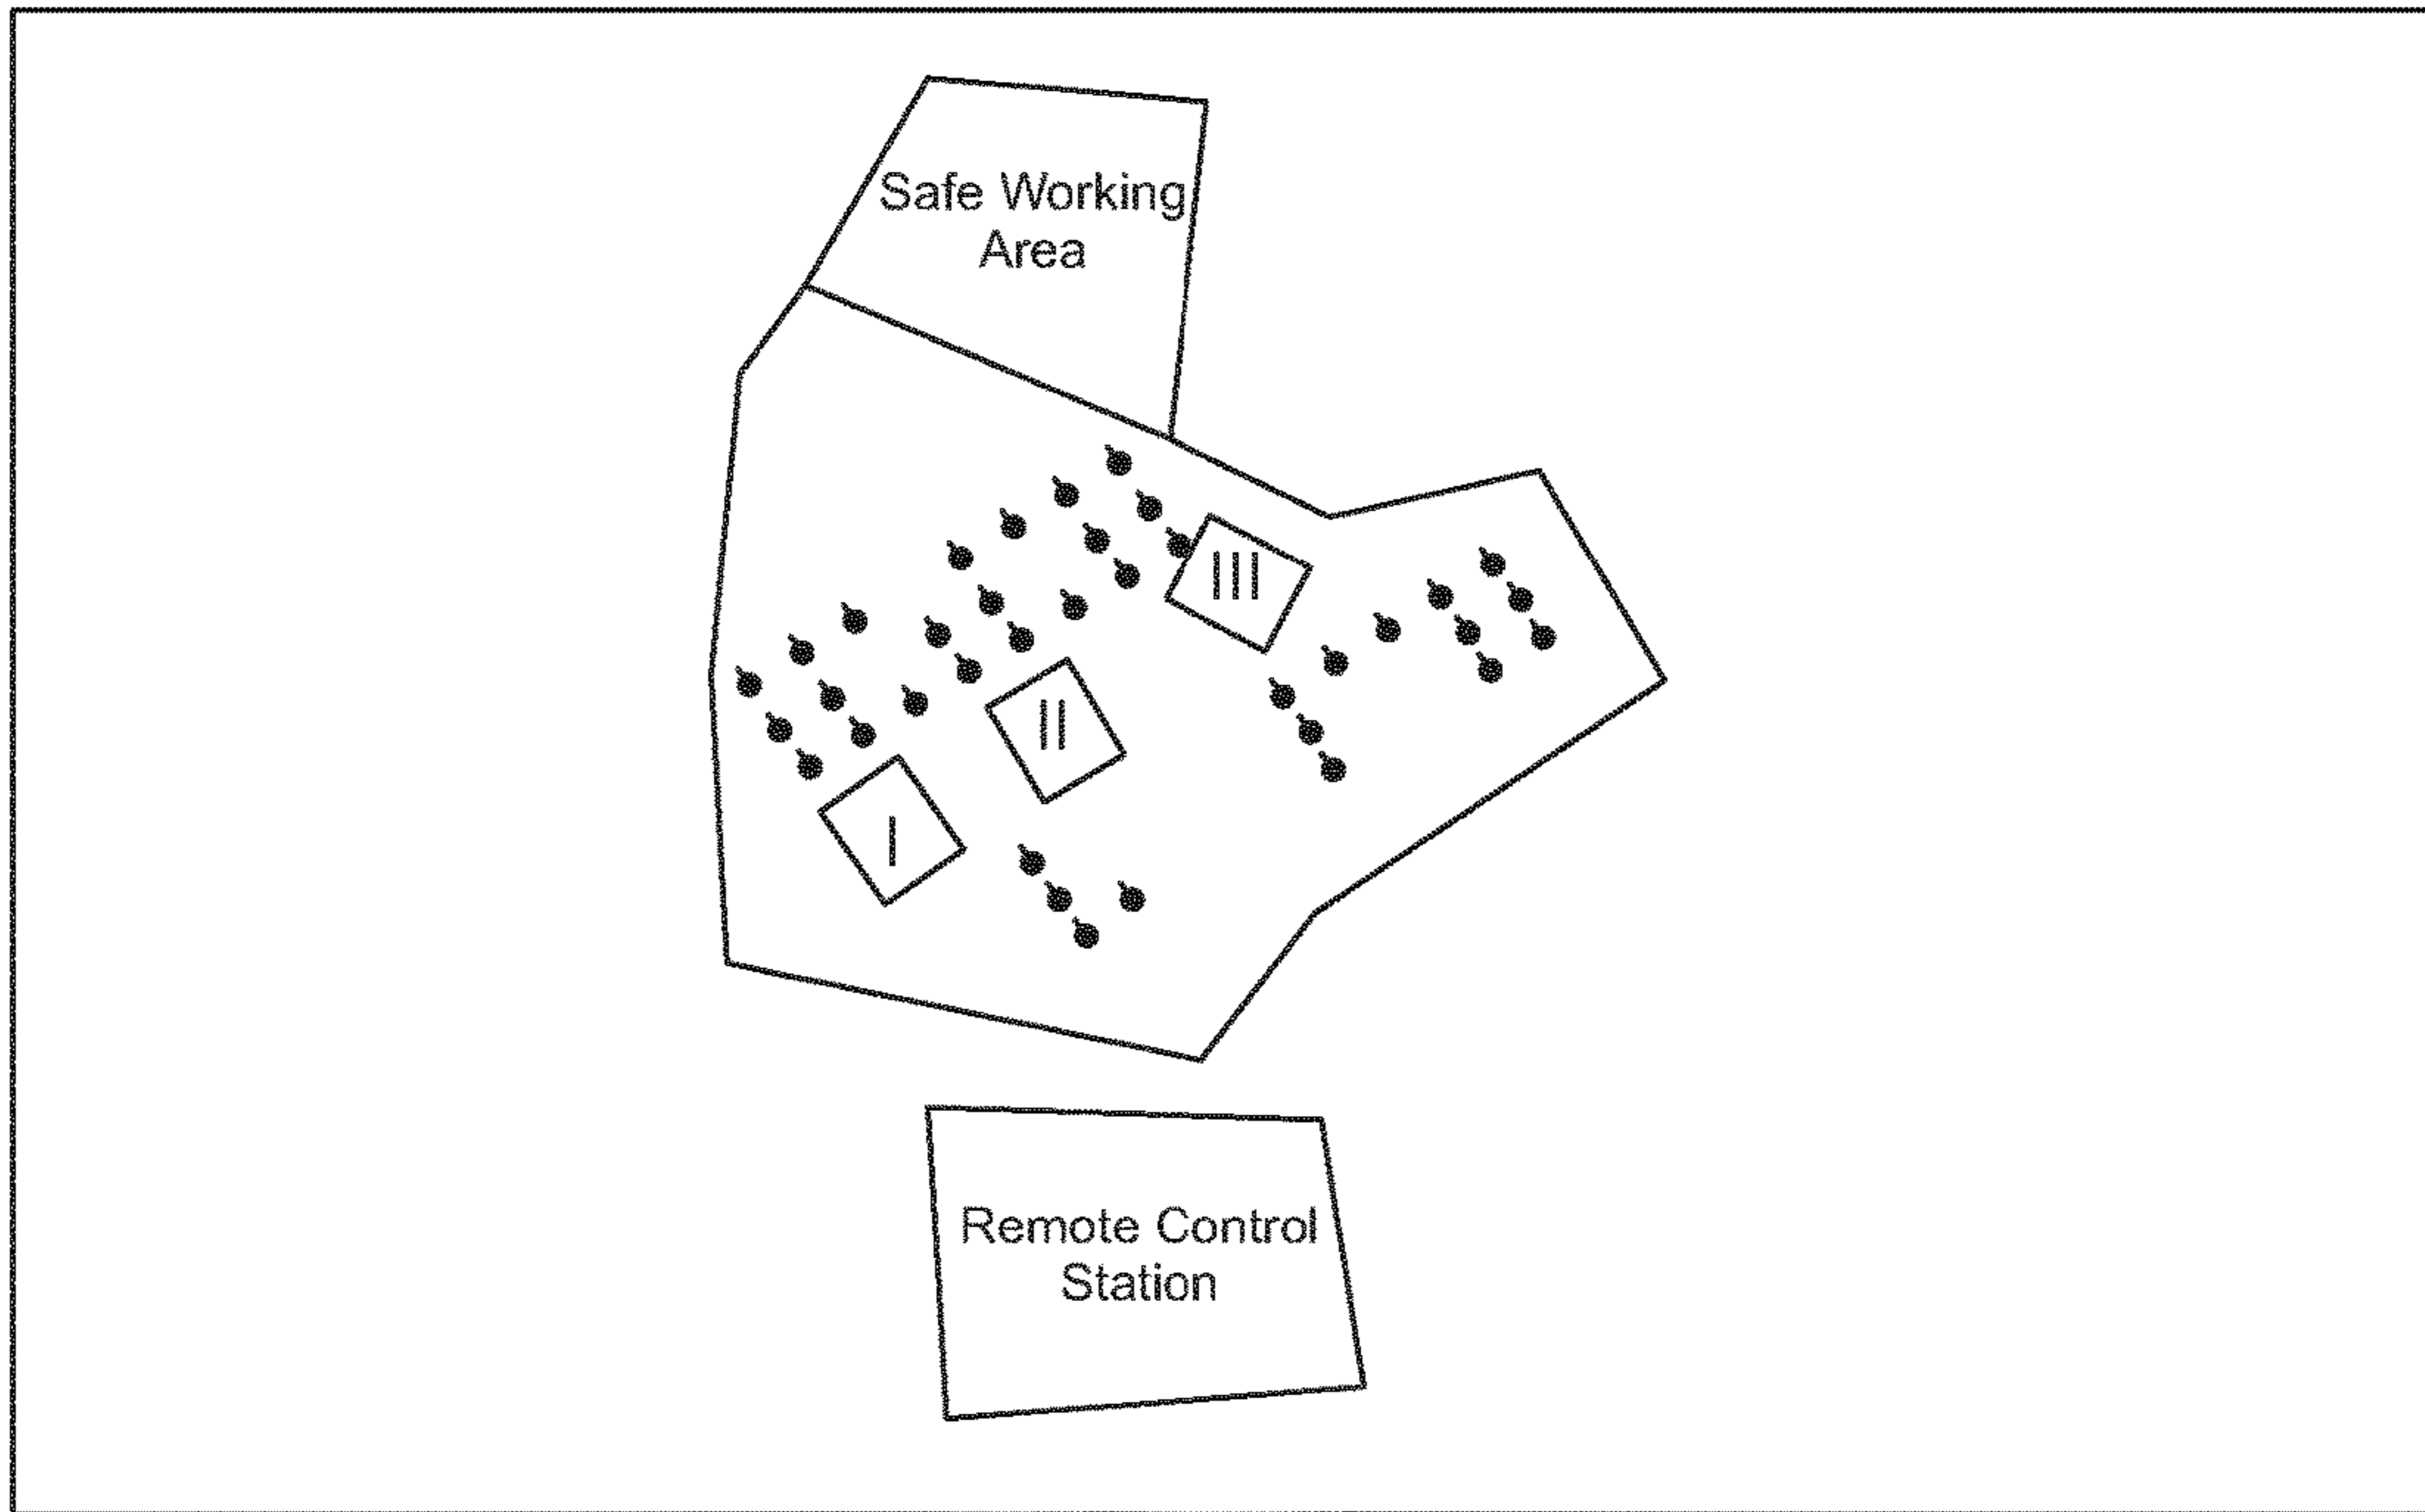 Safe Working
Area
III
II
I
Remote Control
Station